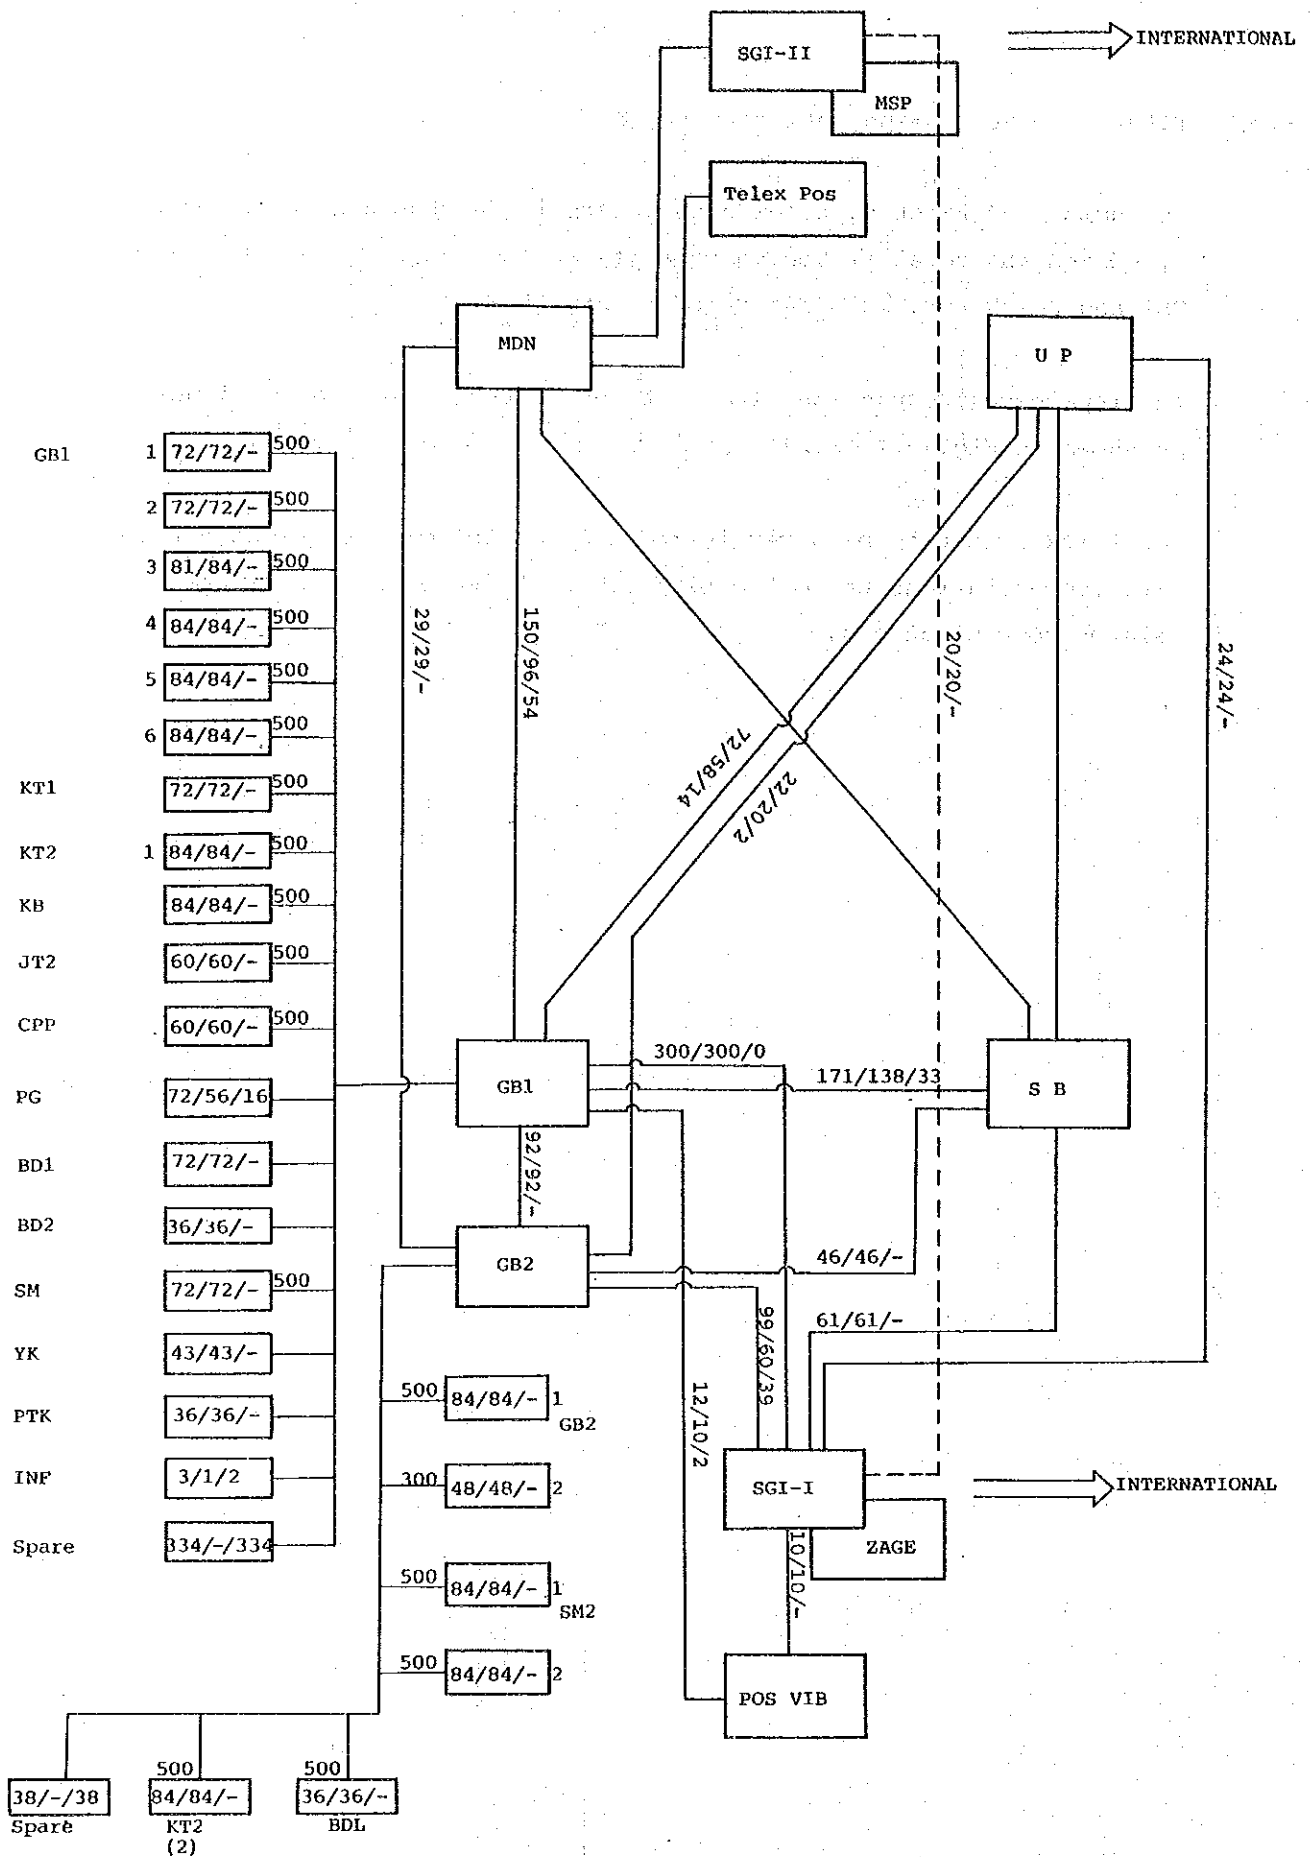 SGI-II
INTERNATIONAL
MSP
Telex Pos
MDN
U P
GB1 1 72/72/- 500
2 72/72/- 500
3 81/84/- 500
4 84/84/- 500
5 84/84/- 500
6 84/84/- 500
KT1 72/72/- 500
KT2 1 84/84/- 500
KB 84/84/- 500
JT2 60/60/- 500
CPP 60/60/- 500
PG 72/56/16
BD1 72/72/-
BD2 36/36/-
SM 72/72/- 500
YK 43/43/-
PTK 36/36/-
INF 3/1/2
Spare 334/-/334
29/29/-
150/96/54
72/58/14
22/20/2
20/20/-
24/24/-
GB1
300/300/0
171/138/33
S B
92/92/-
GB2
46/46/-
61/61/-
99/60/39
12/10/2
500 84/84/- 1
GB2
300 48/48/- 2
500 84/84/- 1
SM2
500 84/84/- 2
SGI-I
INTERNATIONAL
ZAGE
10/10/-
POS VIB
500
500
38/-/38
84/84/-
36/36/-
Spare
KT2
BDL
(2)